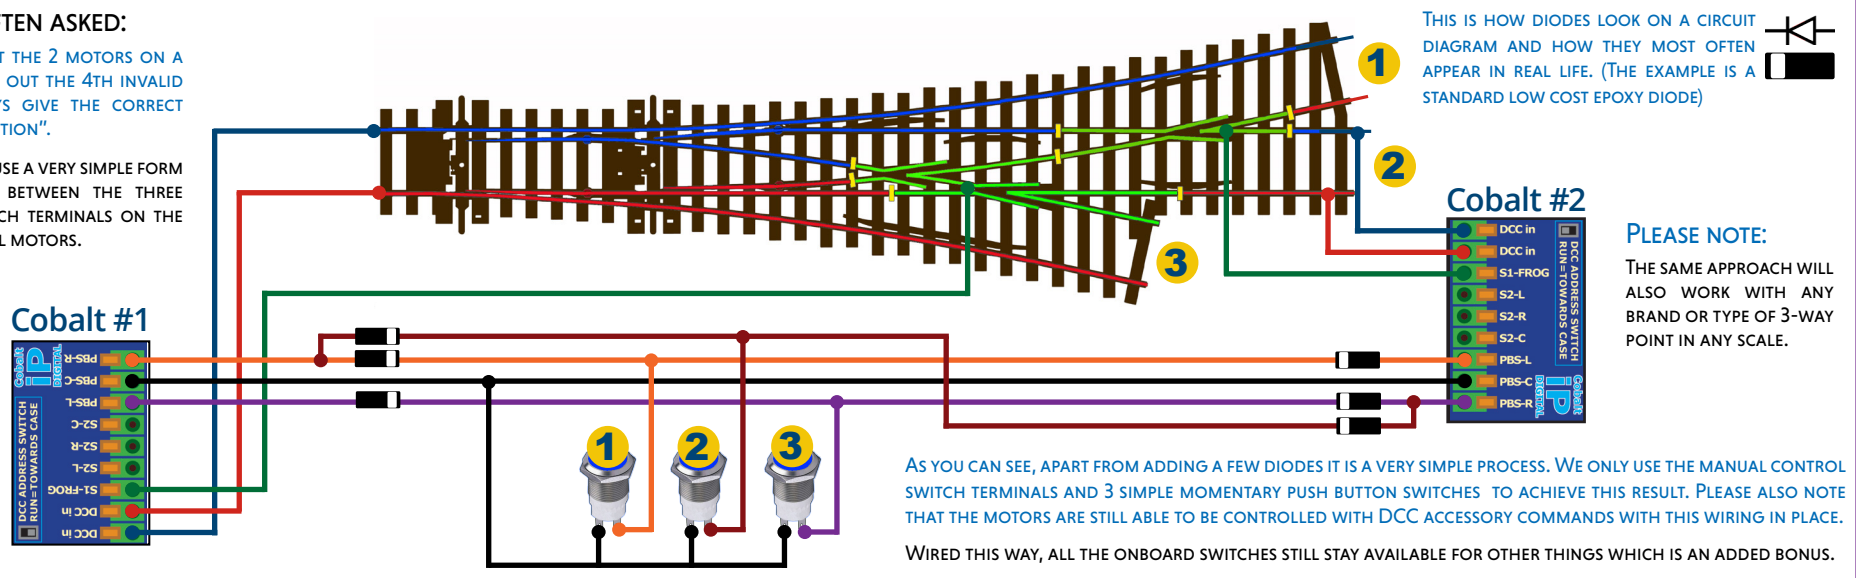 FTEN ASKED:
T THE 2 MOTORS ON A
OUT THE 4TH INVALID
YS GIVE THE CORRECT
TION".
USE A VERY SIMPLE FORM
BETWEEN THE THREE
CH TERMINALS ON THE
L MOTORS.
THIS IS HOW DIODES LOOK ON A CIRCUIT
DIAGRAM AND HOW THEY MOST OFTEN
APPEAR IN REAL LIFE. (THE EXAMPLE IS A
STANDARD LOW COST EPOXY DIODE)
1
2
3
Cobalt #2
DCC in
DCC in
S1-FROG
S2-L
S2-R
S2-C
PBS-L
PBS-C
PBS-R
DCC ADDRESS SWITCH
RUN=TOWARDS CASE
Cobalt
iP
DIGITAL
PLEASE NOTE:
THE SAME APPROACH WILL
ALSO WORK WITH ANY
BRAND OR TYPE OF 3-WAY
POINT IN ANY SCALE.
Cobalt #1
Cobalt
iP
DIGITAL
PBS-R
PBS-C
PBS-L
S2-C
S2-R
S2-L
S1-FROG
DCC in
DCC in
DCC ADDRESS SWITCH
RUN=TOWARDS CASE
1
2
3
AS YOU CAN SEE, APART FROM ADDING A FEW DIODES IT IS A VERY SIMPLE PROCESS. WE ONLY USE THE MANUAL CONTROL
SWITCH TERMINALS AND 3 SIMPLE MOMENTARY PUSH BUTTON SWITCHES TO ACHIEVE THIS RESULT. PLEASE ALSO NOTE
THAT THE MOTORS ARE STILL ABLE TO BE CONTROLLED WITH DCC ACCESSORY COMMANDS WITH THIS WIRING IN PLACE.
WIRED THIS WAY, ALL THE ONBOARD SWITCHES STILL STAY AVAILABLE FOR OTHER THINGS WHICH IS AN ADDED BONUS.